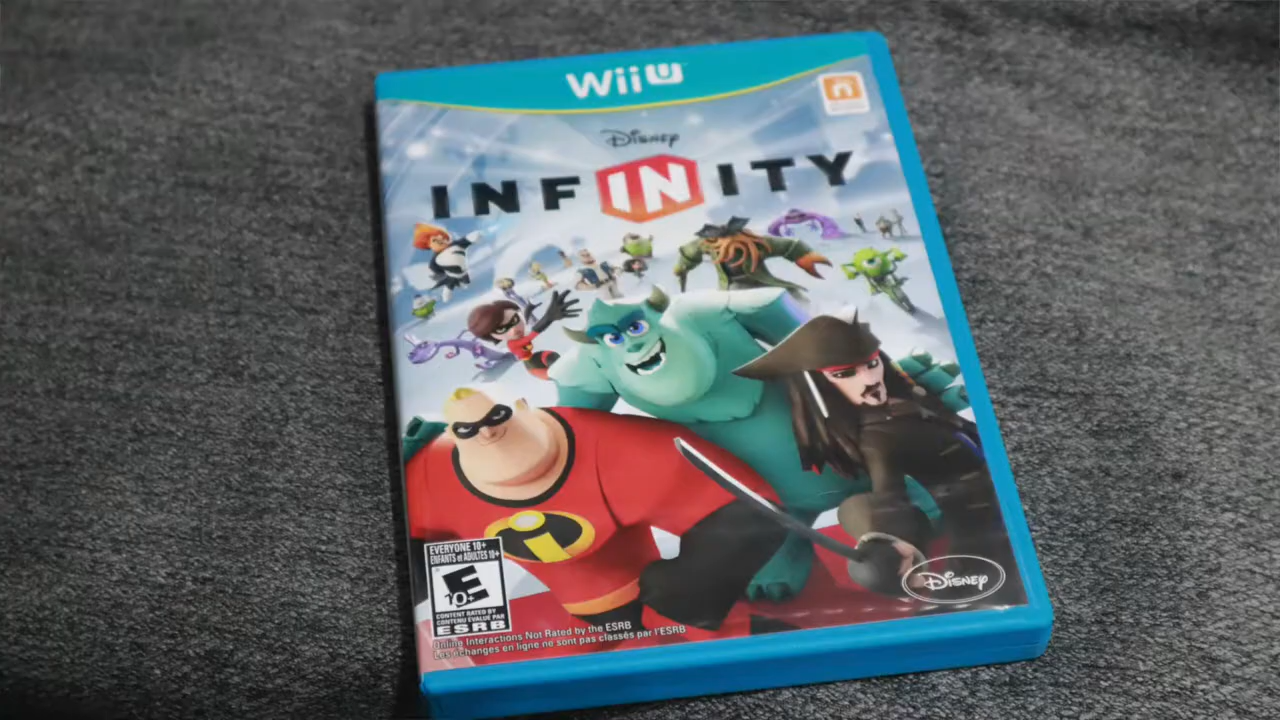 Wii U
Disney
INFINITY
EVERYONE 10+
ENFANTS et ADULTES 10+
E
10+
CONTENT RATED BY
CONTENU ÉVALUÉ PAR
ESRB
Online Interactions Not Rated by the ESRB
Les échanges en ligne ne sont pas classés par l'ESRB
Disney